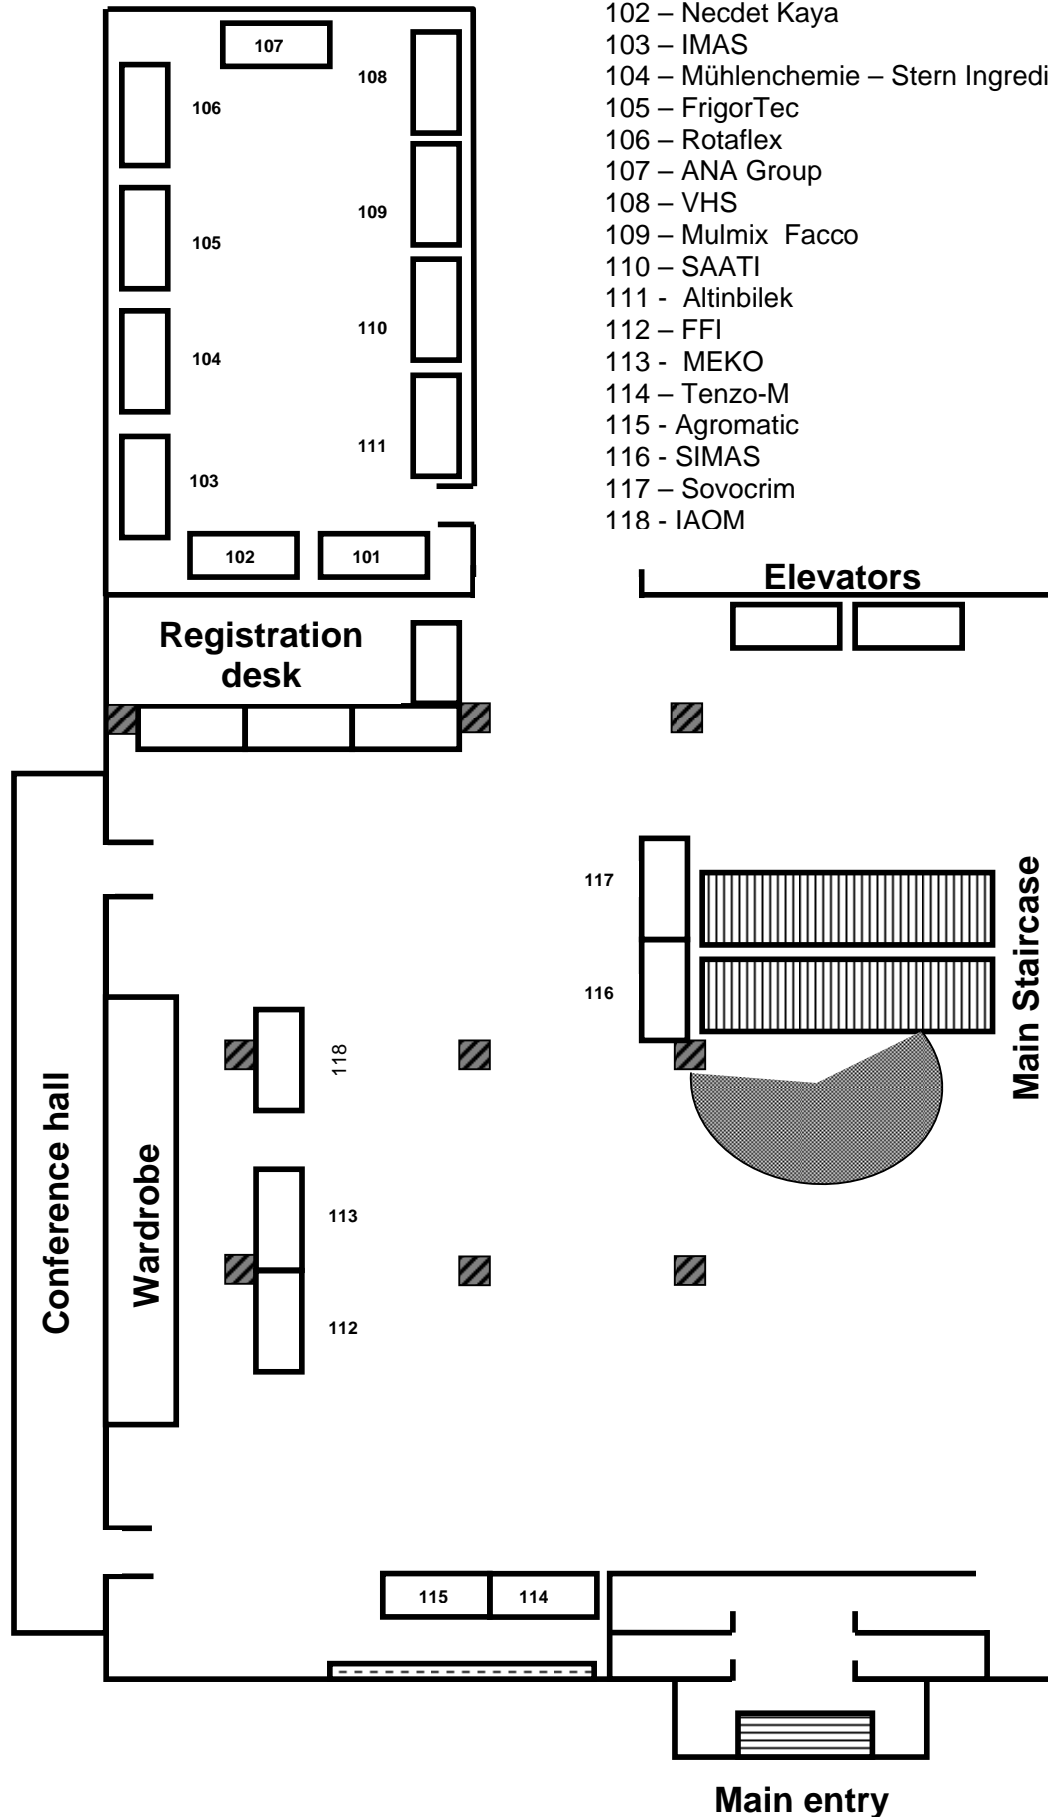 102 – Necdet Kaya
103 – IMAS
104 – Mühlenchemie – Stern Ingredi
105 – FrigorTec
106 – Rotaflex
107 – ANA Group
108 – VHS
109 – Mulmix Facco
110 – SAATI
111 - Altinbilek
112 – FFI
113 - MEKO
114 – Tenzo-M
115 - Agromatic
116 - SIMAS
117 – Sovocrim
118 - IAOM
107
108
106
109
105
110
104
111
103
102
101
Elevators
Registration
desk
117
116
Main Staircase
118
Conference hall
Wardrobe
113
112
115
114
Main entry